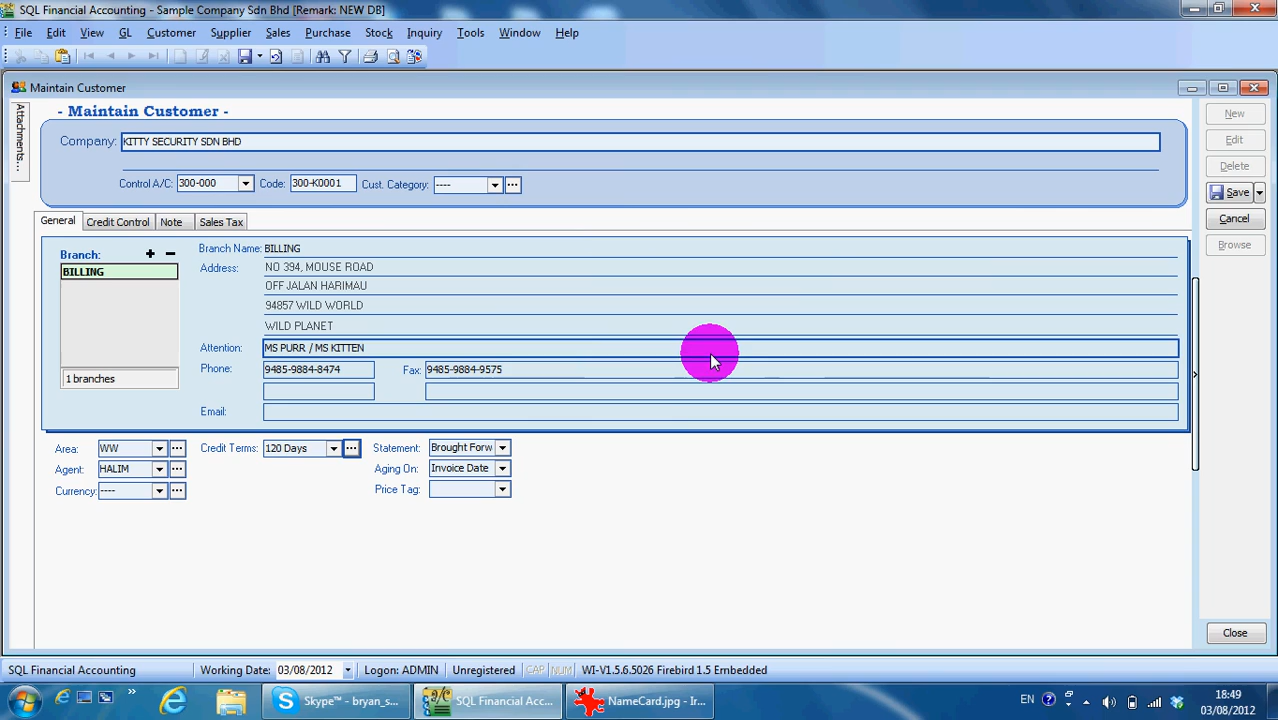 SQL Financial Accounting - Sample Company Sdn Bhd [Remark: NEW DB]
File Edit View GL Customer Supplier Sales Purchase Stock Inquiry Tools Window Help
Maintain Customer
Attachments...
- Maintain Customer -
Company: KITTY SECURITY SDN BHD
Control A/C: 300-000 Code: 300-K0001 Cust. Category: ----
General Credit Control Note Sales Tax
Branch: + -
BILLING
1 branches
Branch Name: BILLING
Address: NO 394, MOUSE ROAD
OFF JALAN HARIMAU
94857 WILD WORLD
WILD PLANET
Attention: MS PURR / MS KITTEN
Phone: 9485-9884-8474 Fax: 9485-9884-9575
Email:
Area: WW Credit Terms: 120 Days Statement: Brought Forw
Agent: HALIM Aging On: Invoice Date
Currency: ---- Price Tag:
New
Edit
Delete
Save
Cancel
Browse
Close
SQL Financial Accounting Working Date: 03/08/2012 Logon: ADMIN Unregistered CAP NUM WI-V1.5.6.5026 Firebird 1.5 Embedded
Skype™ - bryan_s... SQL Financial Acc... NameCard.jpg - Ir... EN 18:49
03/08/2012